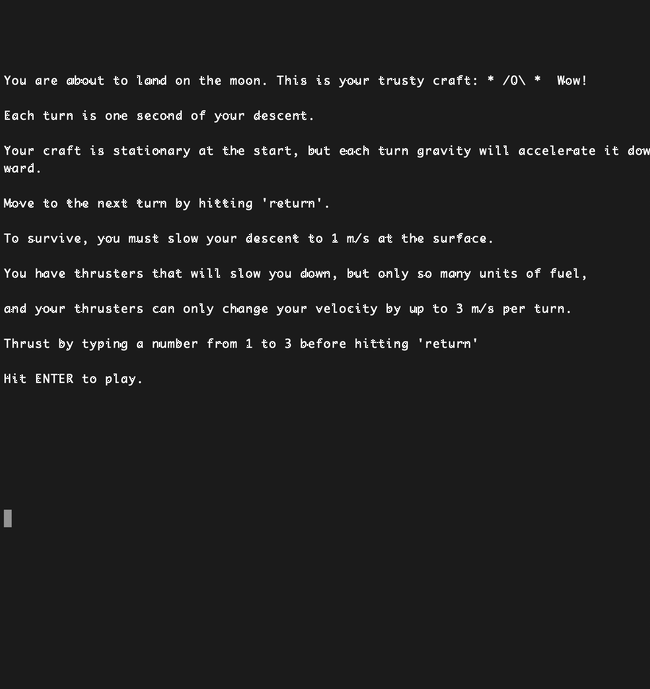 You are about to land on the moon. This is your trusty craft: * /O\ *  Wow!
Each turn is one second of your descent.
Your craft is stationary at the start, but each turn gravity will accelerate it dow
ward.
Move to the next turn by hitting 'return'.
To survive, you must slow your descent to 1 m/s at the surface.
You have thrusters that will slow you down, but only so many units of fuel,
and your thrusters can only change your velocity by up to 3 m/s per turn.
Thrust by typing a number from 1 to 3 before hitting 'return'
Hit ENTER to play.